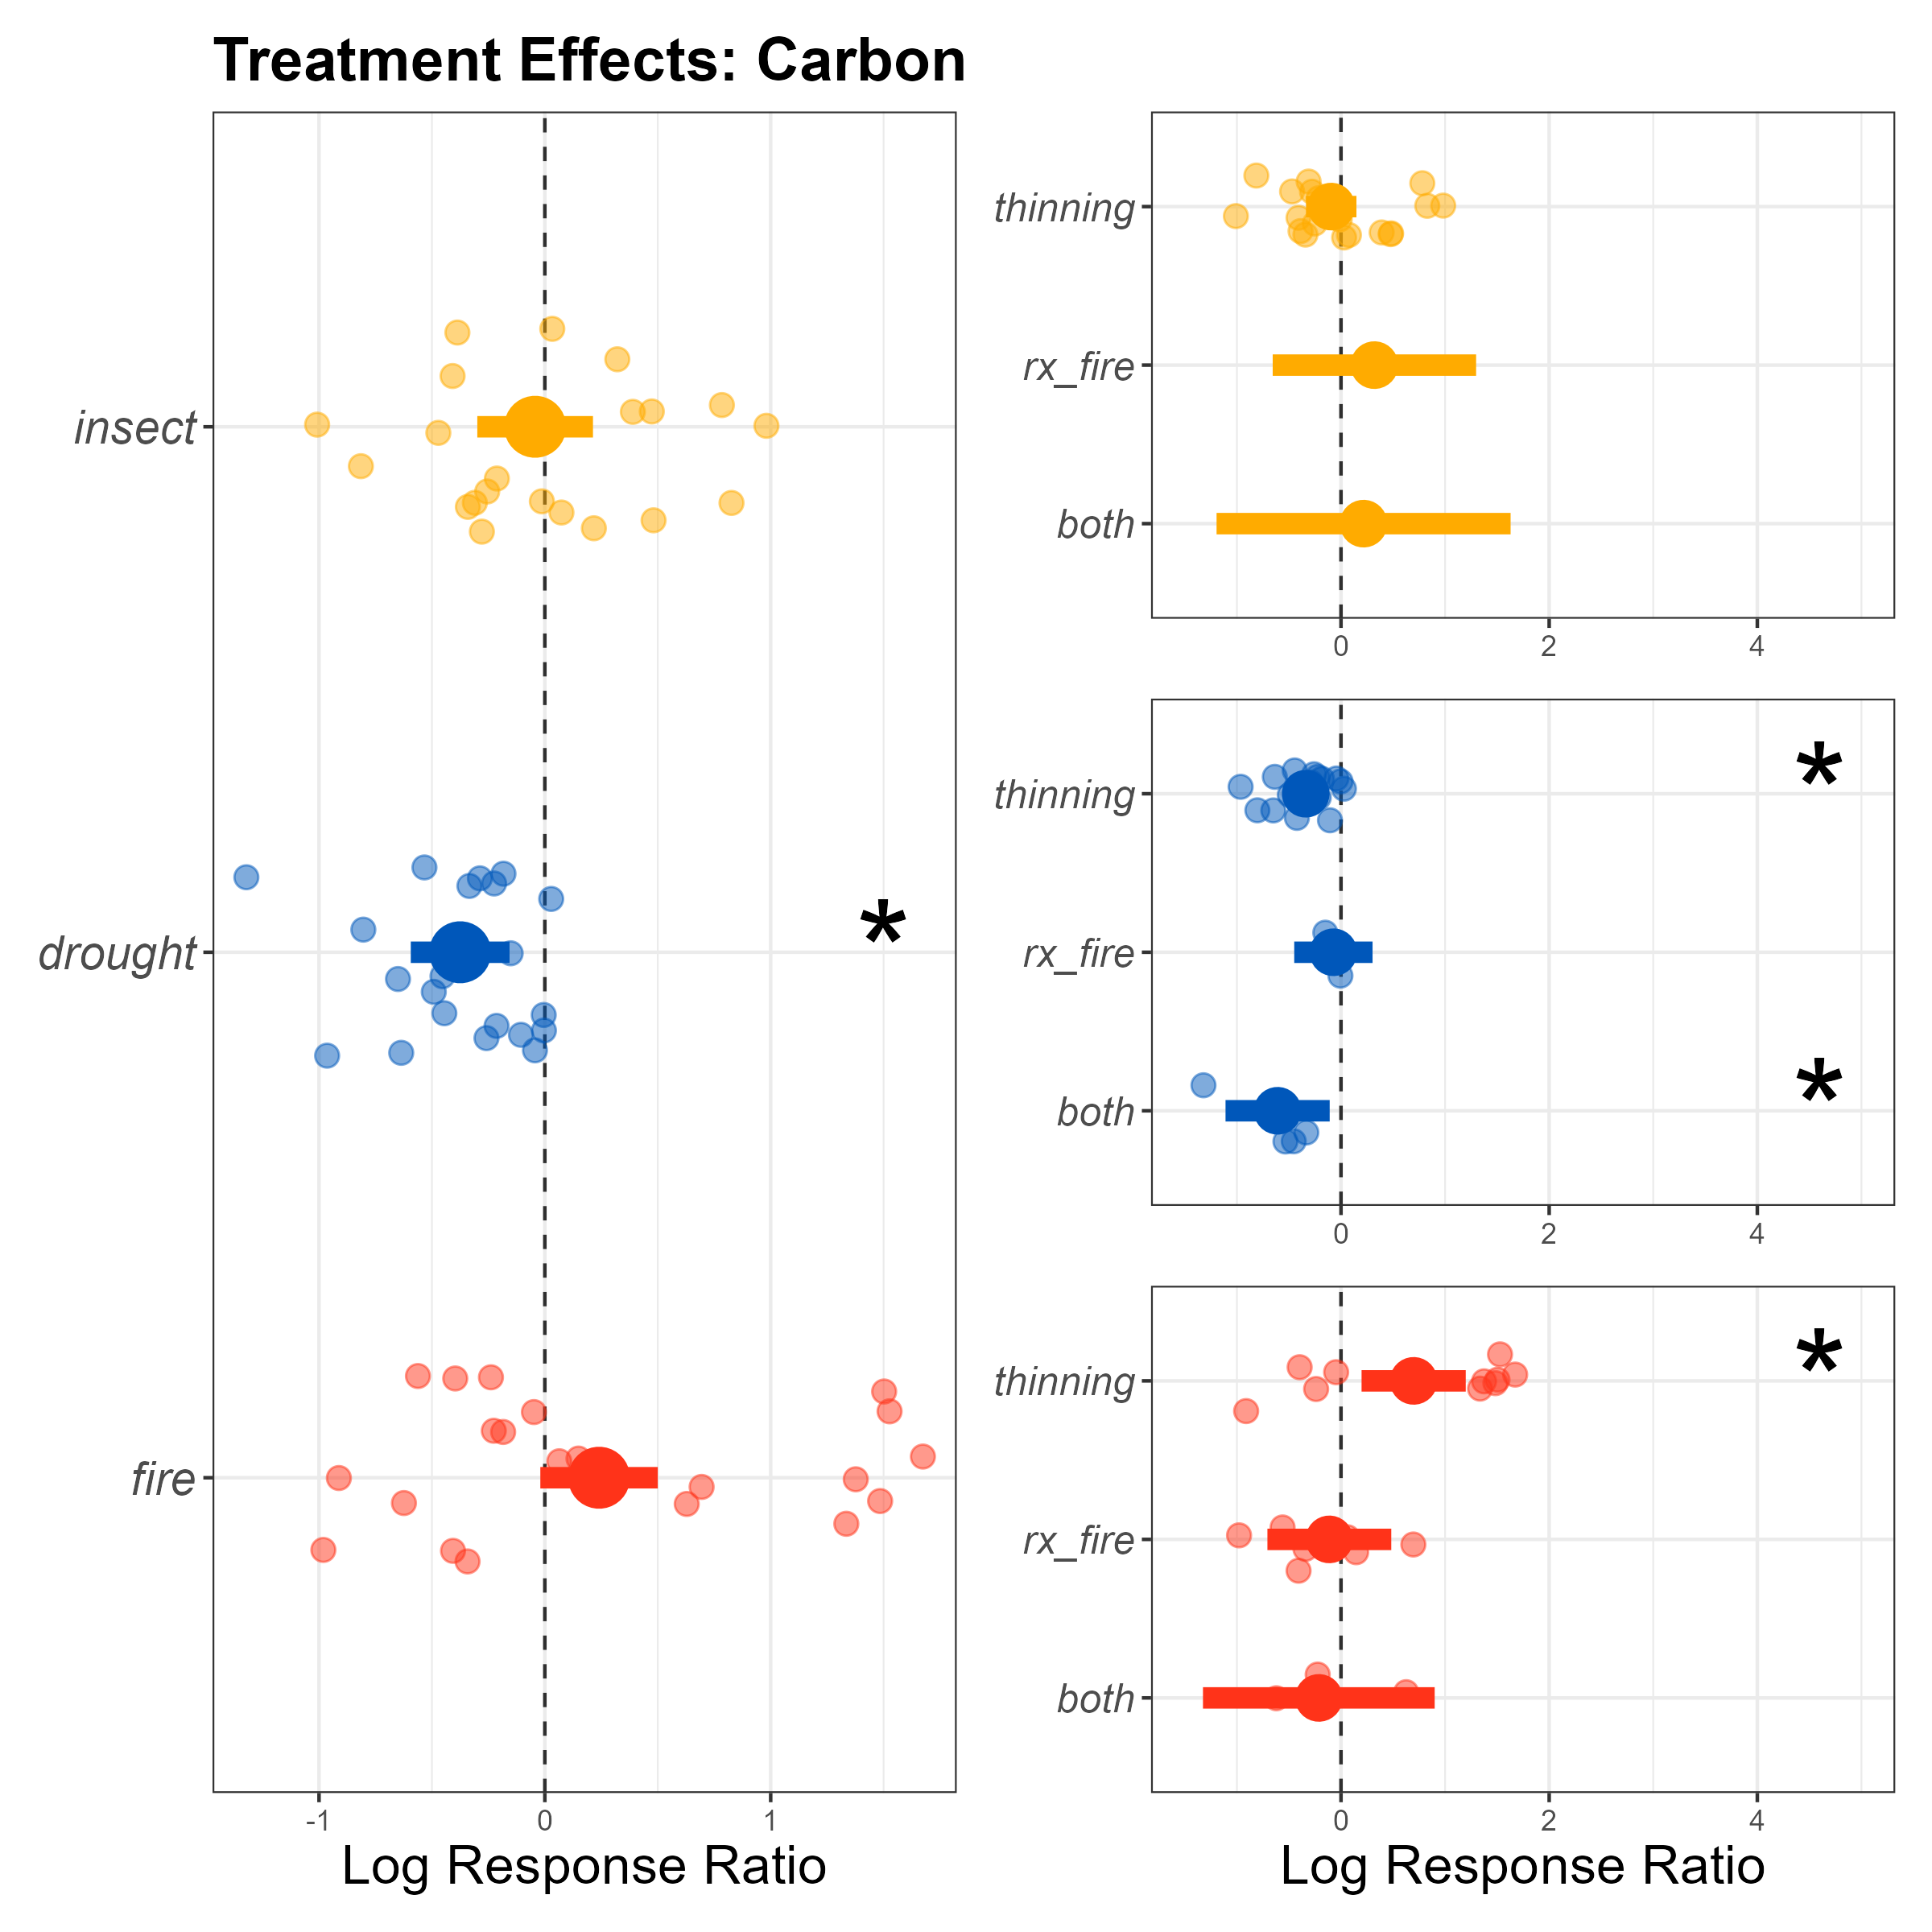 Treatment Effects: Carbon
insect
drought
*
fire
-1 0 1
Log Response Ratio
thinning
rx_fire
both
0 2 4
thinning
*
rx_fire
both
*
0 2 4
thinning
*
rx_fire
both
0 2 4
Log Response Ratio